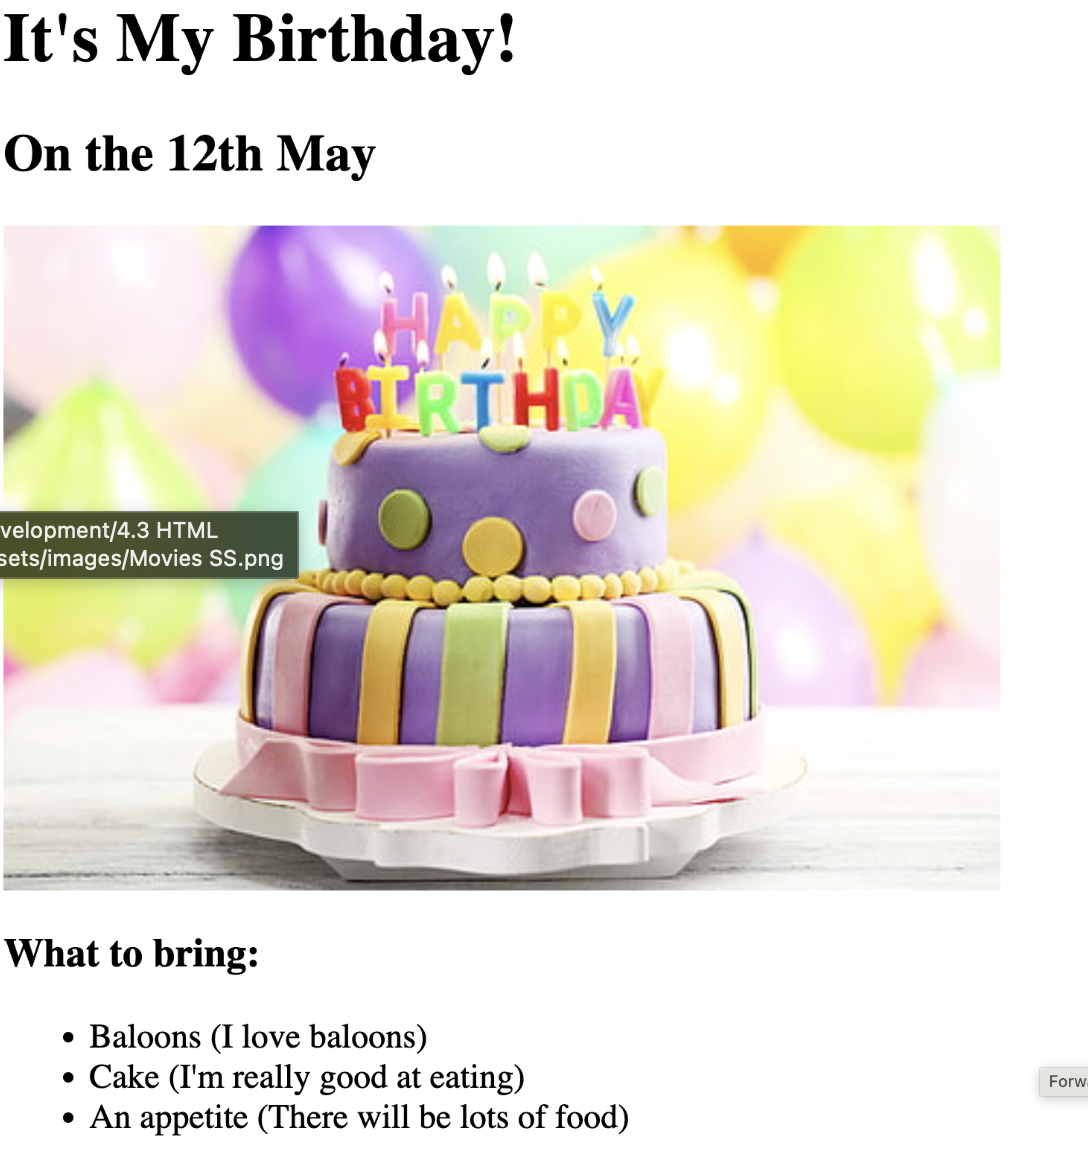 It's My Birthday!
On the 12th May
HAPPY
BIRTHDAY
velopment/4.3 HTML
sets/images/Movies SS.png
What to bring:
Baloons (I love baloons)
Cake (I'm really good at eating)
An appetite (There will be lots of food)
Forw